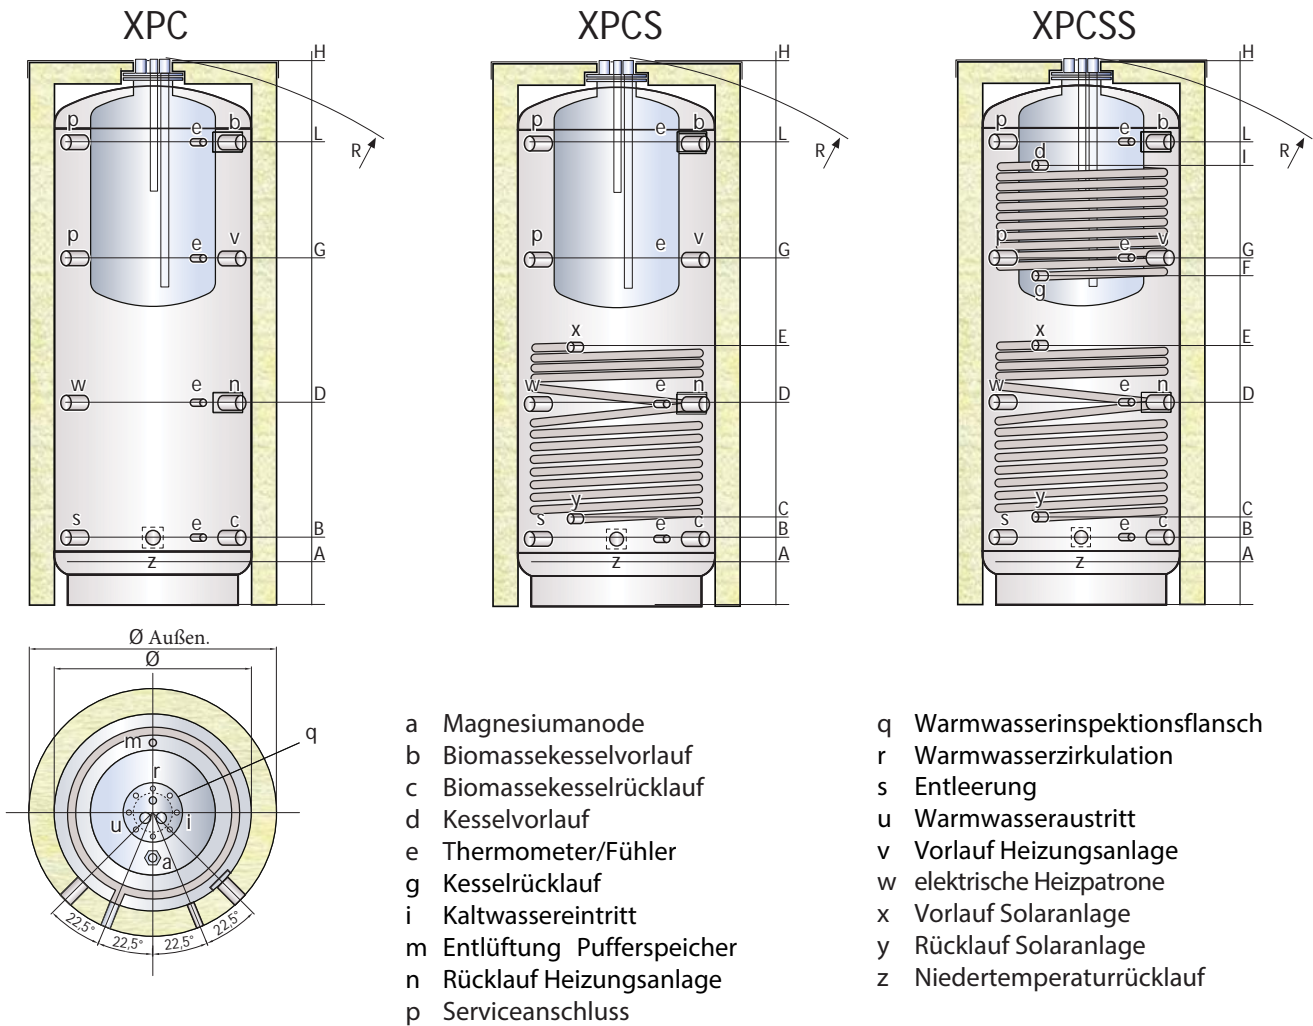 XPC
H
p e b
L
R
p e v
G
w e n
D
s e c
B
z
A
XPCS
H
p e b
L
R
p e v
G
x
E
w e n
D
y
C
s e c
B
z
A
XPCSS
H
p e b
L
R
d
I
p e v
G
F
g
x
E
w e n
D
y
C
s e c
B
z
A
Ø Außen.
Ø
q
m
r
u i
a
22,5° 22,5° 22,5° 22,5°
a Magnesiumanode
b Biomassekesselvorlauf
c Biomassekesselrücklauf
d Kesselvorlauf
e Thermometer/Fühler
g Kesselrücklauf
i Kaltwassereintritt
m Entlüftung Pufferspeicher
n Rücklauf Heizungsanlage
p Serviceanschluss
q Warmwasserinspektionsflansch
r Warmwasserzirkulation
s Entleerung
u Warmwasseraustritt
v Vorlauf Heizungsanlage
w elektrische Heizpatrone
x Vorlauf Solaranlage
y Rücklauf Solaranlage
z Niedertemperaturrücklauf